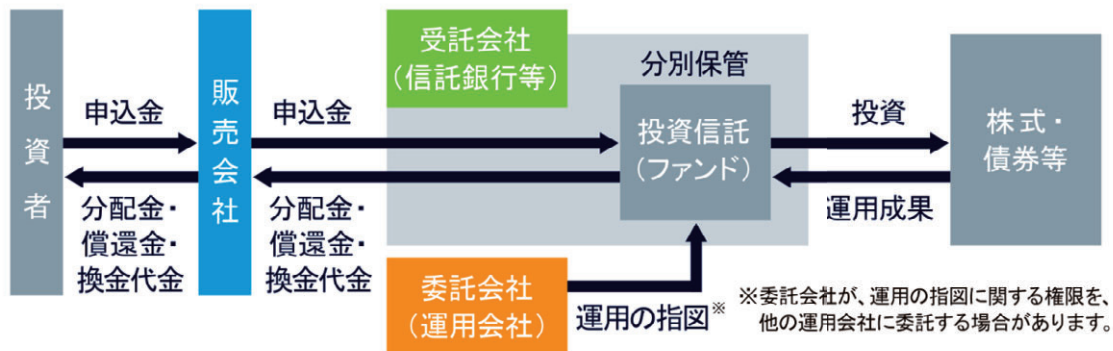 投資者
申込金
分配金・
償還金・
換金代金
販売会社
申込金
分配金・
償還金・
換金代金
受託会社
（信託銀行等）
分別保管
投資信託
（ファンド）
委託会社
（運用会社）
運用の指図※
投資
運用成果
株式・
債券等
※委託会社が、運用の指図に関する権限を、
他の運用会社に委託する場合があります。